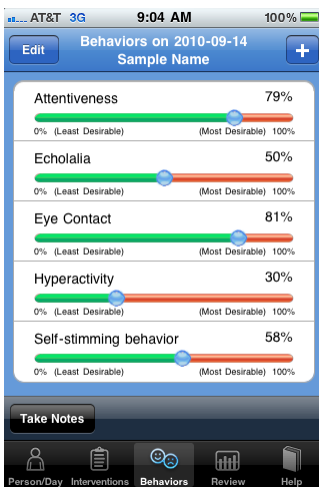 AT&T 3G 9:04 AM 100%
Edit Behaviors on 2010-09-14 +
Sample Name
Attentiveness 79%
0% (Least Desirable) (Most Desirable) 100%
Echolalia 50%
0% (Least Desirable) (Most Desirable) 100%
Eye Contact 81%
0% (Least Desirable) (Most Desirable) 100%
Hyperactivity 30%
0% (Least Desirable) (Most Desirable) 100%
Self-stimming behavior 58%
0% (Least Desirable) (Most Desirable) 100%
Take Notes
Person/Day Interventions Behaviors Review Help